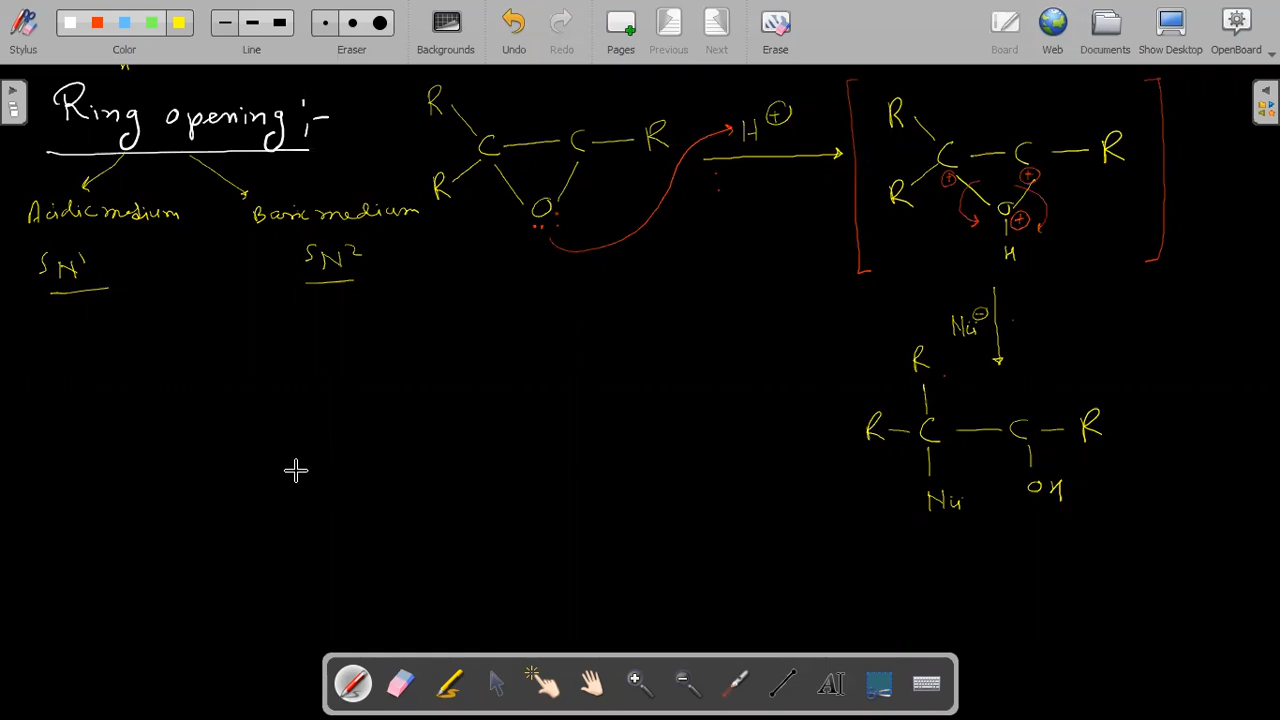 Stylus
Color
Line
Eraser
Backgrounds
Undo
Redo
Pages
Previous
Next
Erase
Board
Web
Documents
Show Desktop
OpenBoard
Ring opening :-
Acidic medium
Basic medium
SN1
SN2
R
R
C — C — R
O
H +
R
R
C — C — R
+ +
O +
H
Nu -
R
R — C — C — R
Nu OH
AI